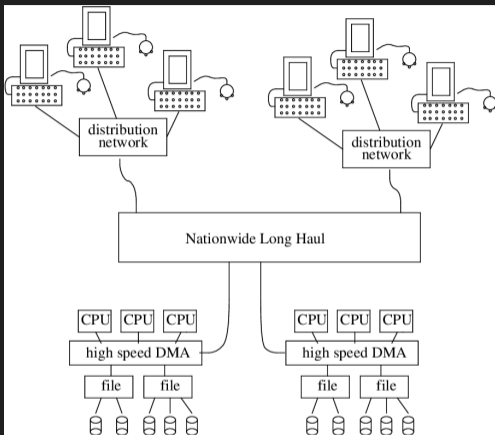 distribution
network
distribution
network
Nationwide Long Haul
CPU CPU CPU
CPU CPU CPU
high speed DMA
high speed DMA
file file
file file